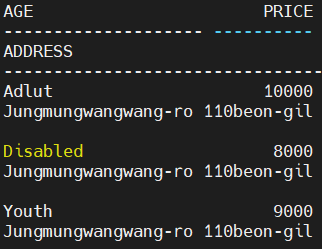 AGE PRICE
-------------------- ----------
ADDRESS
--------------------------------
Adlut 10000
Jungmungwangwang-ro 110beon-gil
Disabled 8000
Jungmungwangwang-ro 110beon-gil
Youth 9000
Jungmungwangwang-ro 110beon-gil